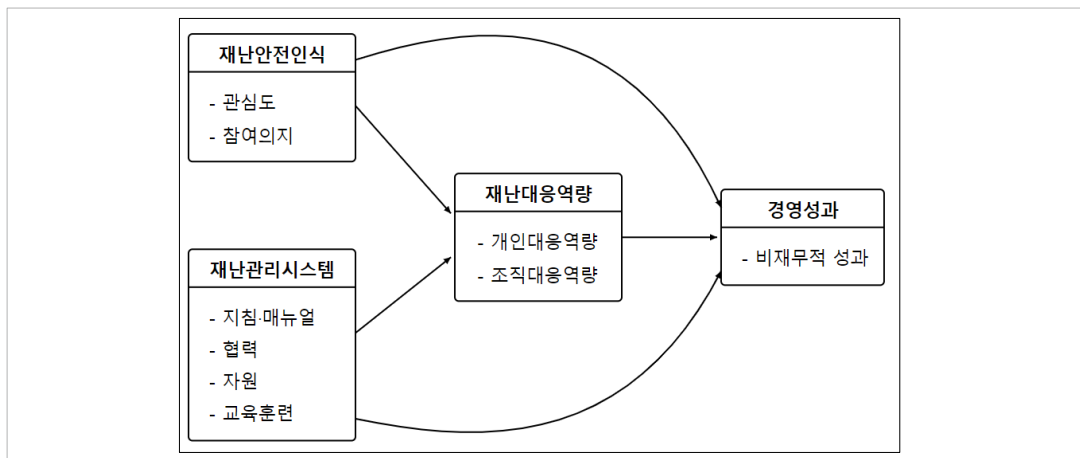 재난안전인식
- 관심도
- 참여의지
재난관리시스템
- 지침·매뉴얼
- 협력
- 자원
- 교육훈련
재난대응역량
- 개인대응역량
- 조직대응역량
경영성과
- 비재무적 성과